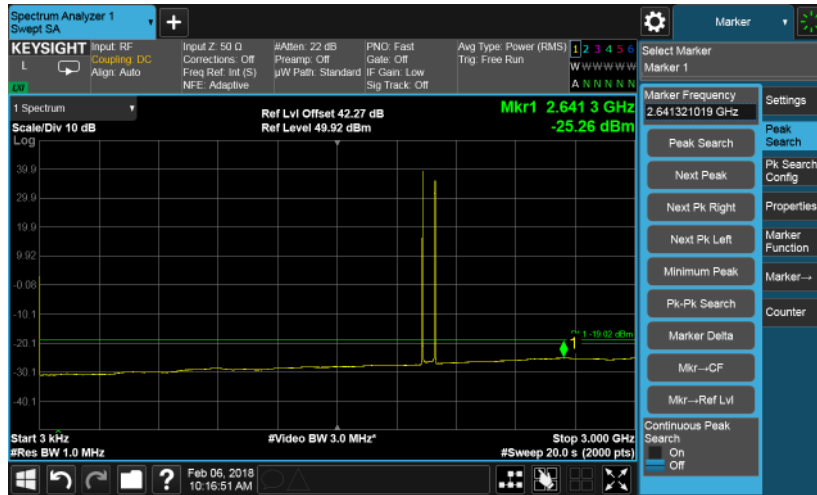 Spectrum Analyzer 1
Swept SA
Marker
KEYSIGHT
L
LXI
Input: RF
Coupling: DC
Align: Auto
Input Z: 50 Ω
Corrections: Off
Freq Ref: Int (S)
NFE: Adaptive
#Atten: 22 dB
Preamp: Off
µW Path: Standard
PNO: Fast
Gate: Off
IF Gain: Low
Sig Track: Off
Avg Type: Power (RMS)
Trig: Free Run
1 2 3 4 5 6
W W W W W W
A N N N N N
Select Marker
Marker 1
1 Spectrum
Scale/Div 10 dB
Log
Ref Lvl Offset 42.27 dB
Ref Level 49.92 dBm
Mkr1 2.641 3 GHz
-25.26 dBm
39.9
29.9
19.9
9.92
-0.08
-10.1
-20.1
-30.1
-40.1
1 -19.02 dBm
1
Start 3 kHz
#Res BW 1.0 MHz
#Video BW 3.0 MHz*
Stop 3.000 GHz
#Sweep 20.0 s (2000 pts)
Marker Frequency
2.641321019 GHz
Peak Search
Next Peak
Next Pk Right
Next Pk Left
Minimum Peak
Pk-Pk Search
Marker Delta
Mkr→CF
Mkr→Ref Lvl
Continuous Peak
Search
On
Off
Settings
Peak
Search
Pk Search
Config
Properties
Marker
Function
Marker→
Counter
?
Feb 06, 2018
10:16:51 AM